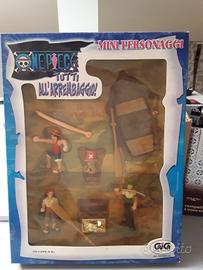 ONE PIECE
TUTTI
ALL'ARREMBAGGIO!
MINI PERSONAGGI
GiG